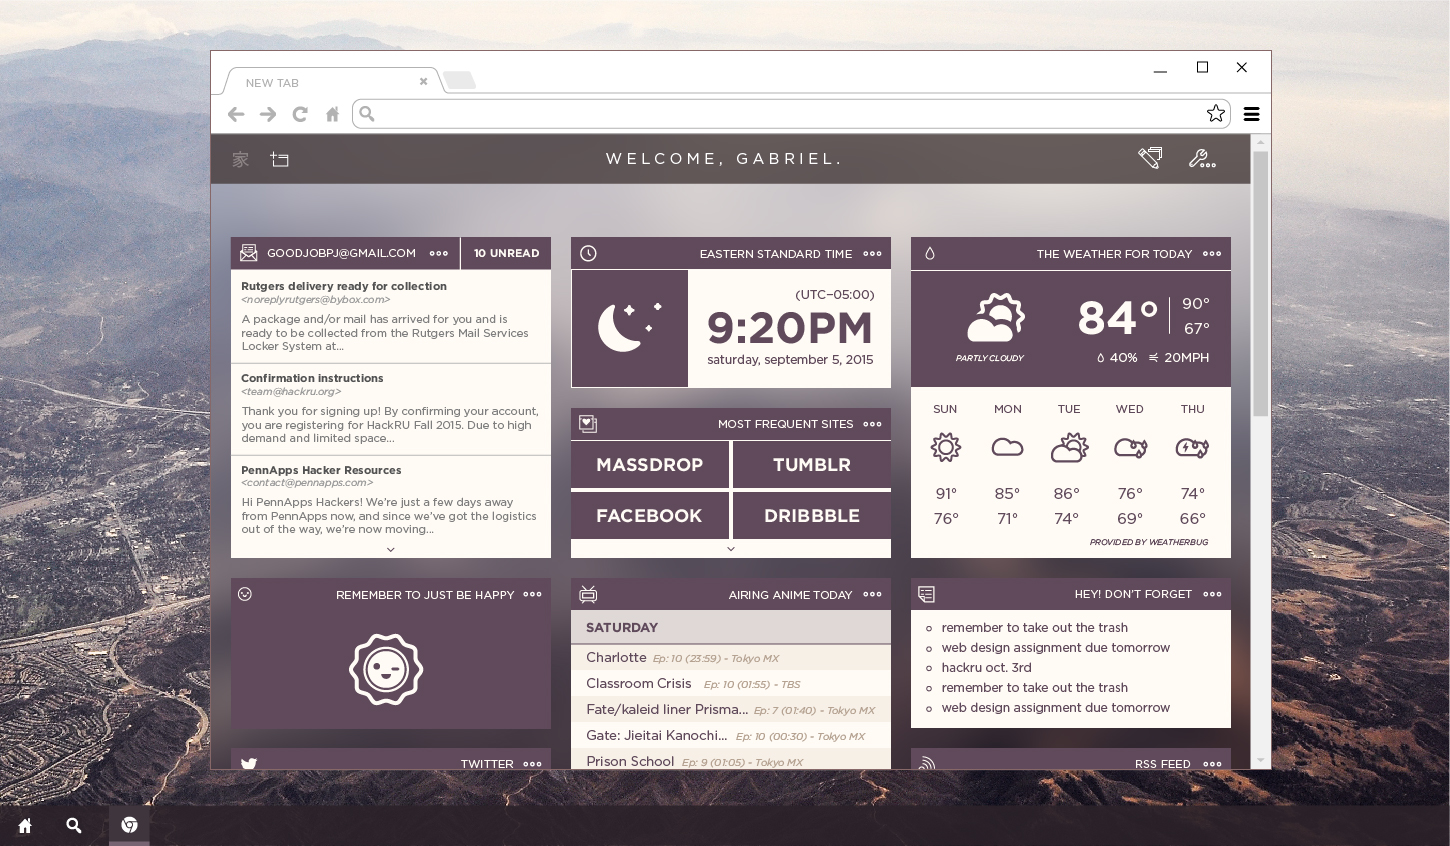 NEW TAB
家
WELCOME, GABRIEL.
GOODJOBPJ@GMAIL.COM
10 UNREAD
Rutgers delivery ready for collection
<noreplyrutgers@bybox.com>
A package and/or mail has arrived for you and is
ready to be collected from the Rutgers Mail Services
Locker System at...
Confirmation instructions
<team@hackru.org>
Thank you for signing up! By confirming your account,
you are registering for HackRU Fall 2015. Due to high
demand and limited space...
PennApps Hacker Resources
<contact@pennapps.com>
Hi PennApps Hackers! We're just a few days away
from PennApps now, and since we've got the logistics
out of the way, we're now moving...
EASTERN STANDARD TIME
(UTC−05:00)
9:20PM
saturday, september 5, 2015
MOST FREQUENT SITES
MASSDROP TUMBLR
FACEBOOK DRIBBBLE
THE WEATHER FOR TODAY
84° 90°
67°
PARTLY CLOUDY
40% 20MPH
SUN MON TUE WED THU
91° 85° 86° 76° 74°
76° 71° 74° 69° 66°
PROVIDED BY WEATHERBUG
REMEMBER TO JUST BE HAPPY
AIRING ANIME TODAY
SATURDAY
Charlotte Ep: 10 (23:59) - Tokyo MX
Classroom Crisis Ep: 10 (01:55) - TBS
Fate/kaleid liner Prisma... Ep: 7 (01:40) - Tokyo MX
Gate: Jieitai Kanochi... Ep: 10 (00:30) - Tokyo MX
Prison School Ep: 9 (01:05) - Tokyo MX
HEY! DON'T FORGET
remember to take out the trash
web design assignment due tomorrow
hackru oct. 3rd
remember to take out the trash
web design assignment due tomorrow
TWITTER
RSS FEED